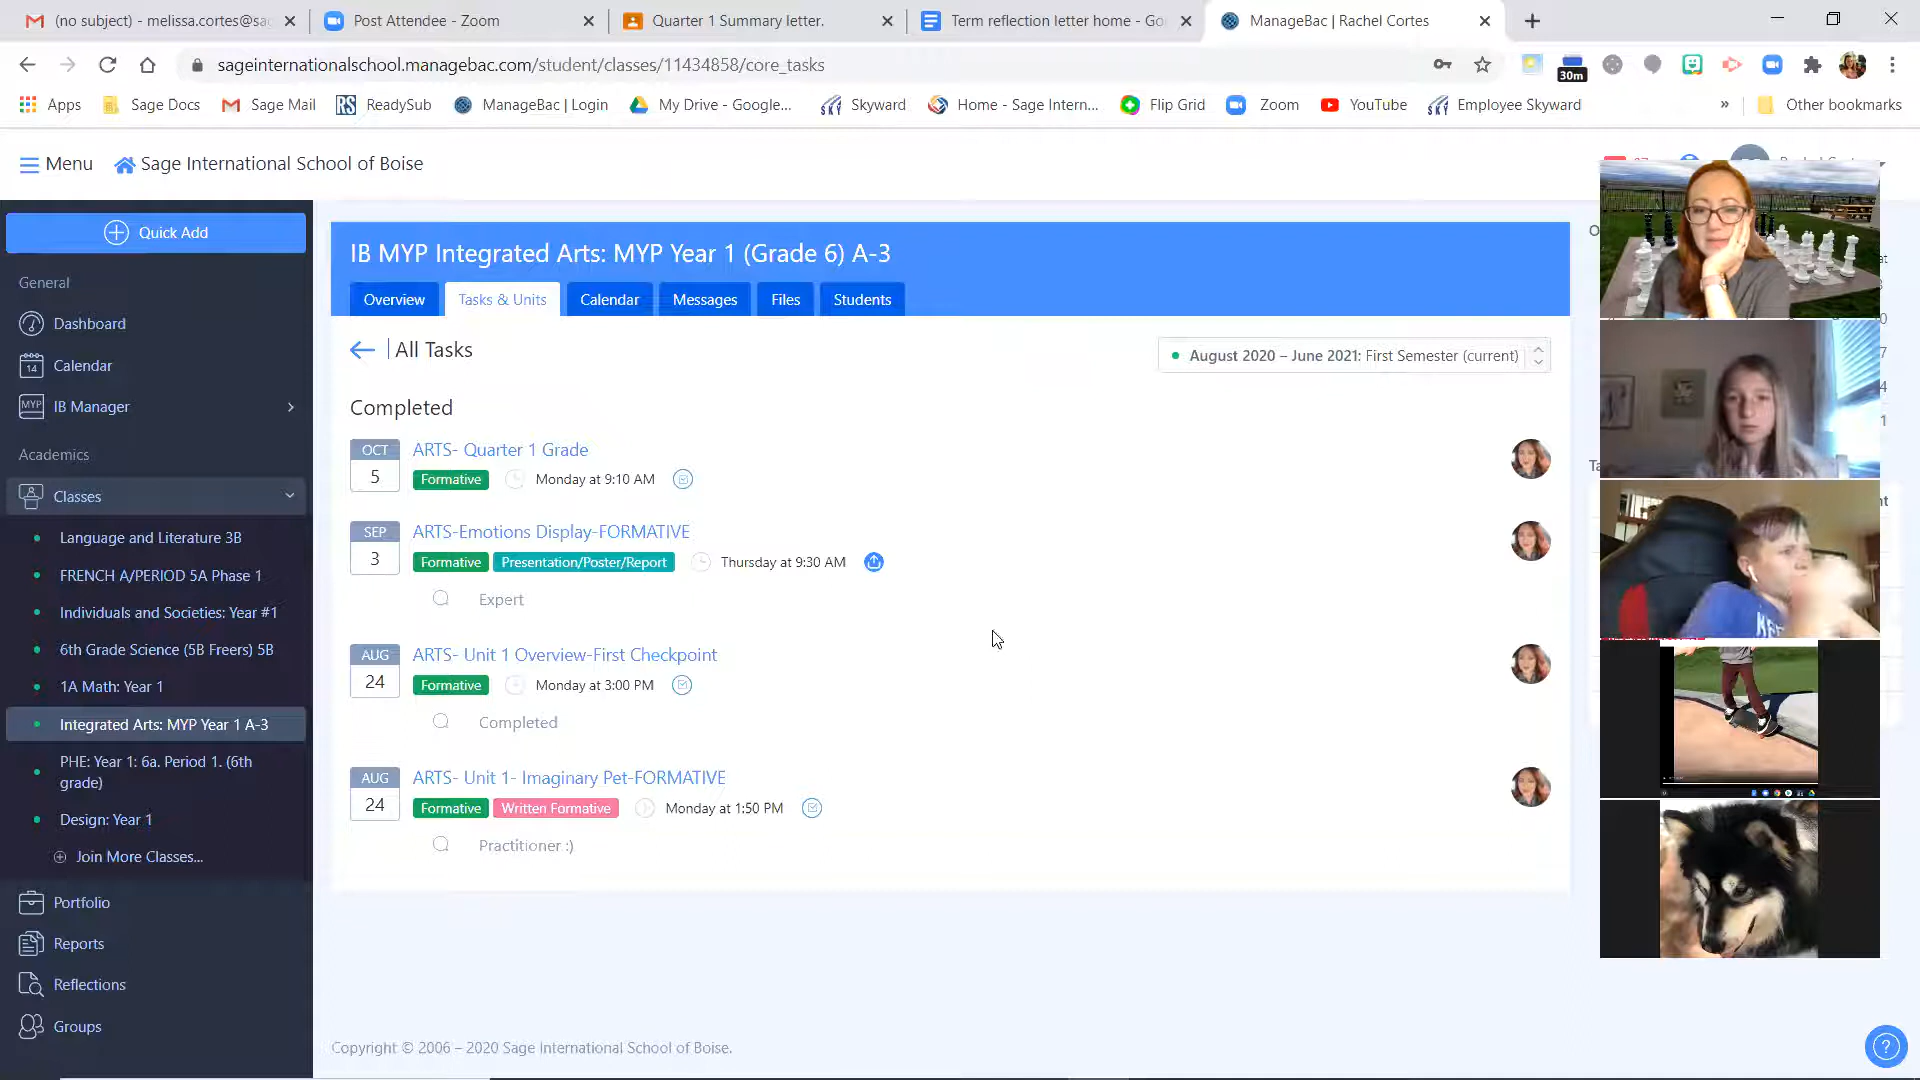 (no subject) - melissa.cortes@sa
Post Attendee - Zoom
Quarter 1 Summary letter.
Term reflection letter home - Go
ManageBac | Rachel Cortes
sageinternationalschool.managebac.com/student/classes/11434858/core_tasks
30m
Apps
Sage Docs
Sage Mail
RS
ReadySub
ManageBac | Login
My Drive - Google...
Skyward
Home - Sage Intern...
Flip Grid
Zoom
YouTube
Employee Skyward
»
Other bookmarks
Menu
Sage International School of Boise
Quick Add
General
Dashboard
14
Calendar
MYP
IB Manager
Academics
Classes
Language and Literature 3B
FRENCH A/PERIOD 5A Phase 1
Individuals and Societies: Year #1
6th Grade Science (5B Freers) 5B
1A Math: Year 1
Integrated Arts: MYP Year 1 A-3
PHE: Year 1: 6a. Period 1. (6th
grade)
Design: Year 1
Join More Classes...
Portfolio
Reports
Reflections
Groups
IB MYP Integrated Arts: MYP Year 1 (Grade 6) A-3
Overview
Tasks & Units
Calendar
Messages
Files
Students
All Tasks
August 2020 – June 2021: First Semester (current)
Completed
OCT
5
ARTS- Quarter 1 Grade
Formative
Monday at 9:10 AM
SEP
3
ARTS-Emotions Display-FORMATIVE
Formative
Presentation/Poster/Report
Thursday at 9:30 AM
Expert
AUG
24
ARTS- Unit 1 Overview-First Checkpoint
Formative
Monday at 3:00 PM
Completed
AUG
24
ARTS- Unit 1- Imaginary Pet-FORMATIVE
Formative
Written Formative
Monday at 1:50 PM
Practitioner :)
Copyright © 2006 – 2020 Sage International School of Boise.
?